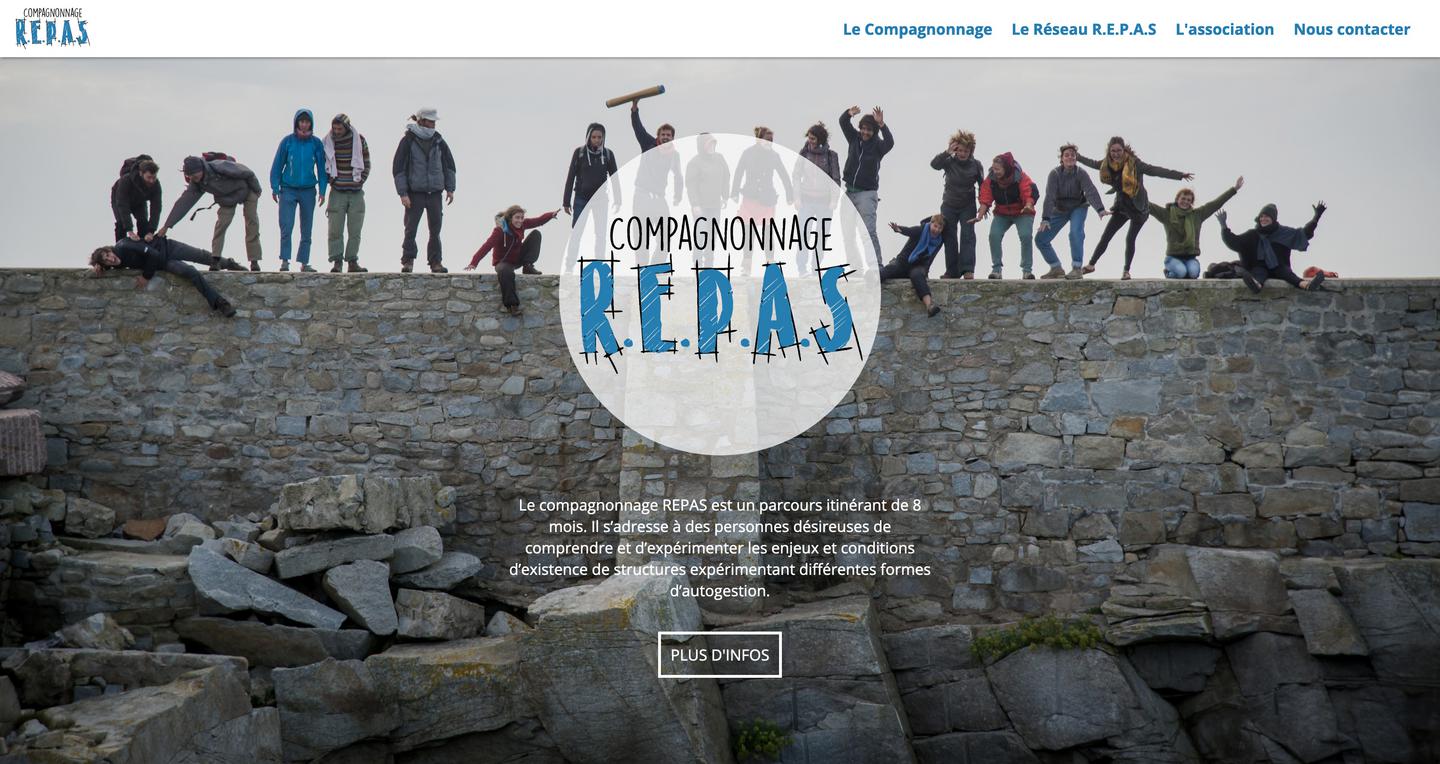 COMPAGNONNAGE
R.E.P.A.S
Le Compagnonnage
Le Réseau R.E.P.A.S
L'association
Nous contacter
COMPAGNONNAGE
R.E.P.A.S
Le compagnonnage REPAS est un parcours itinérant de 8
mois. Il s’adresse à des personnes désireuses de
comprendre et d’expérimenter les enjeux et conditions
d’existence de structures expérimentant différentes formes
d’autogestion.
PLUS D'INFOS